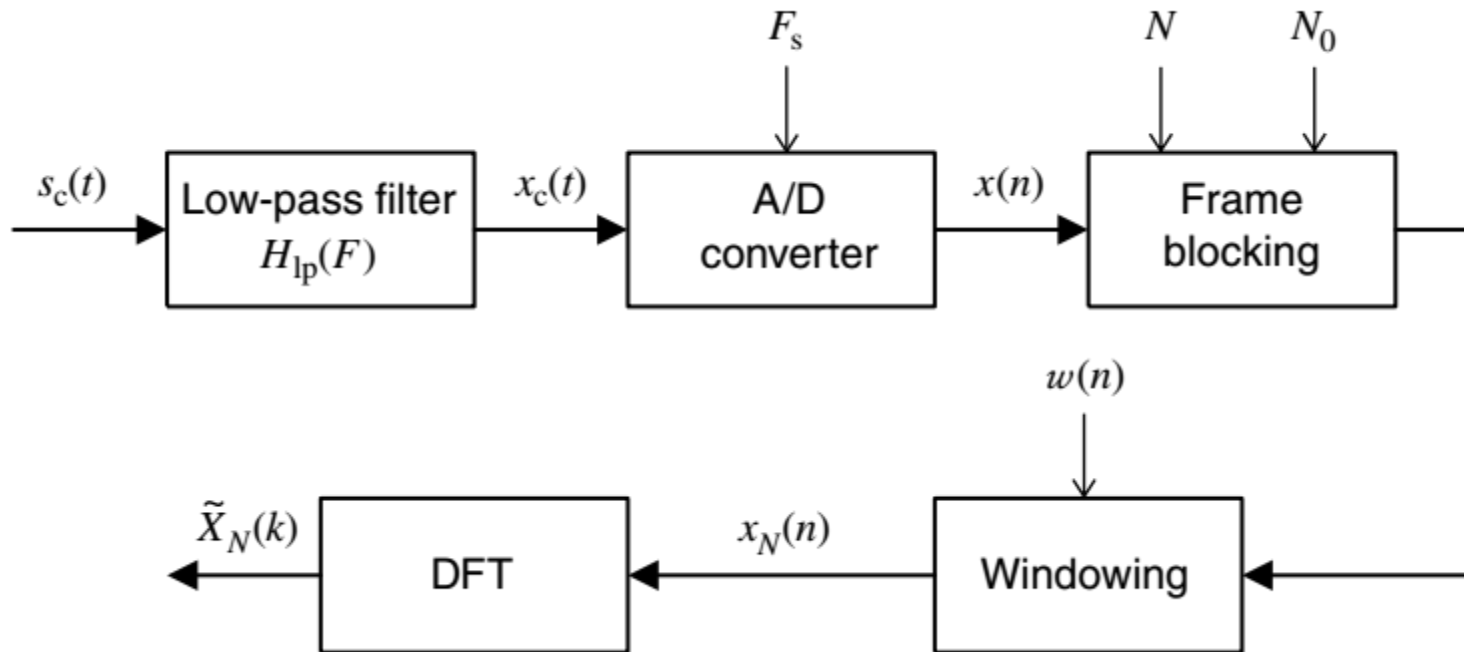 F_s
N
N_0
s_c(t)
Low-pass filter
H_lp(F)
x_c(t)
A/D
converter
x(n)
Frame
blocking
w(n)
X̃_N(k)
DFT
x_N(n)
Windowing